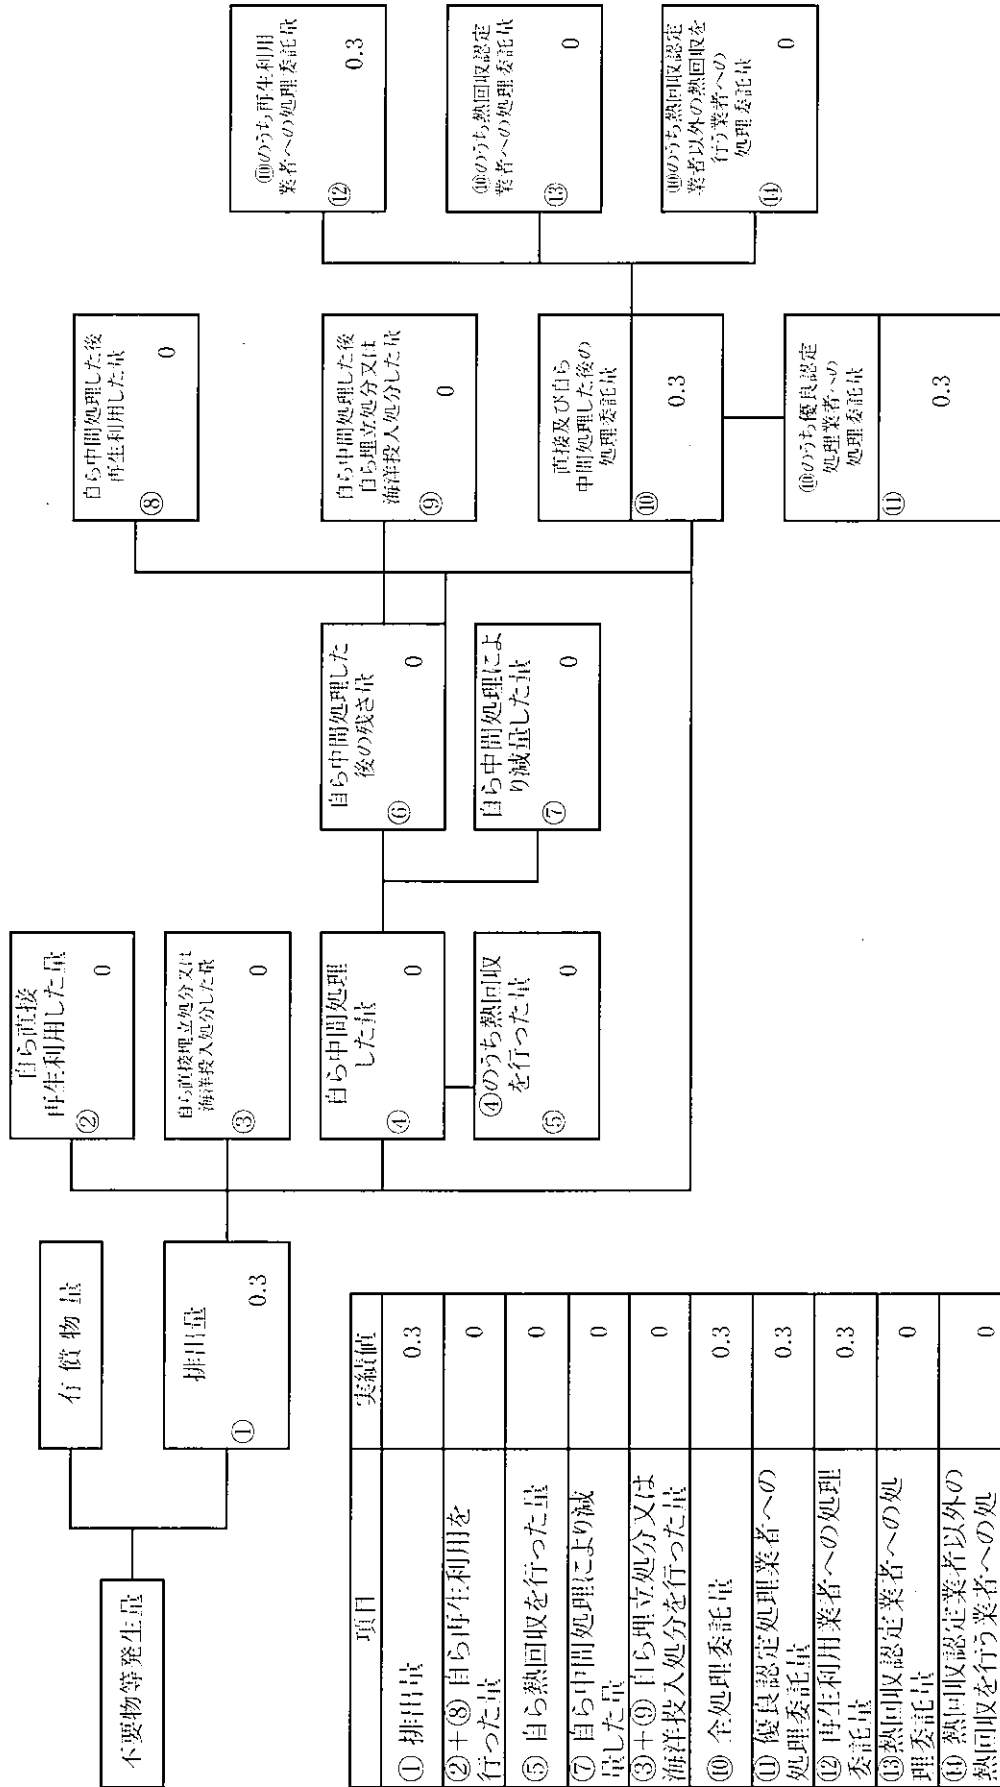 不要物等発生量
有 償 物 量
排出量
①
0.3
自ら直接
再生利用した量
②
0
自ら直接埋立処分又は
海洋投入処分した量
③
0
自ら中間処理
した量
④
0
④のうち熱回収
を行った量
⑤
0
自ら中間処理した
後の残さ量
⑥
0
自ら中間処理によ
り減量した量
⑦
0
自ら中間処理した後
再生利用した量
⑧
0
自ら中間処理した後
自ら埋立処分又は
海洋投入処分した量
⑨
0
直接及び自ら
中間処理した後の
処理委託量
⑩
0.3
⑩のうち優良認定
処理業者への
処理委託量
⑪
0.3
⑩のうち再生利用
業者への処理委託量
⑫
0.3
⑩のうち熱回収認定
業者への処理委託量
⑬
0
⑩のうち熱回収認定
業者以外の熱回収を
行う業者への
処理委託量
⑭
0
項目 実績値
① 排出量 0.3
②+⑧ 自ら再生利用を
行った量 0
⑤ 自ら熱回収を行った量 0
⑦ 自ら中間処理により減
量した量 0
③+⑨ 自ら埋立処分又は
海洋投入処分を行った量 0
⑩ 全処理委託量 0.3
⑪ 優良認定処理業者への
処理委託量 0.3
⑫ 再生利用業者への処理
委託量 0.3
⑬熱回収認定業者への処
理委託量 0
⑭ 熱回収認定業者以外の
熱回収を行う業者への処 0